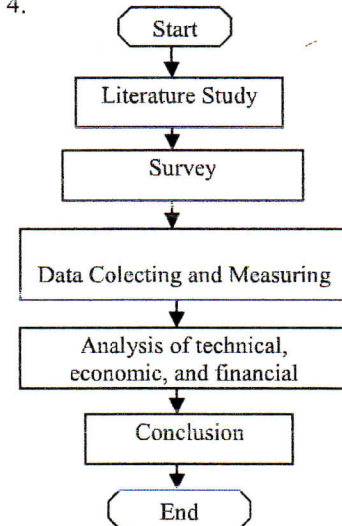 4.
Start
Literature Study
Survey
Data Colecting and Measuring
Analysis of technical,
economic, and financial
Conclusion
End